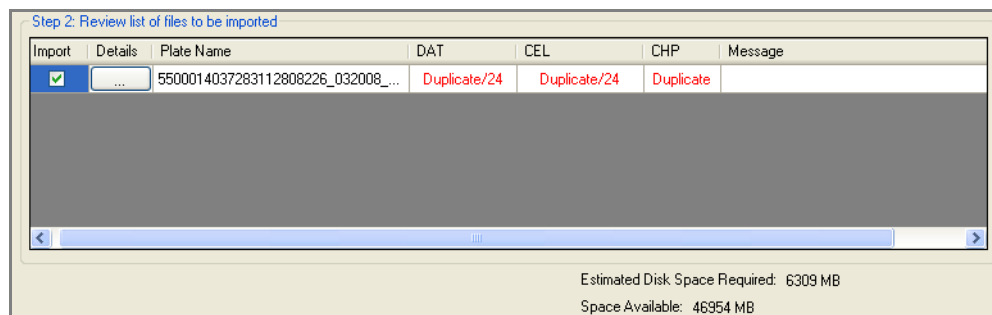 Step 2: Review list of files to be imported
Import Details Plate Name DAT CEL CHP Message
... 5500014037283112808226_032008_... Duplicate/24 Duplicate/24 Duplicate
Estimated Disk Space Required: 6309 MB
Space Available: 46954 MB